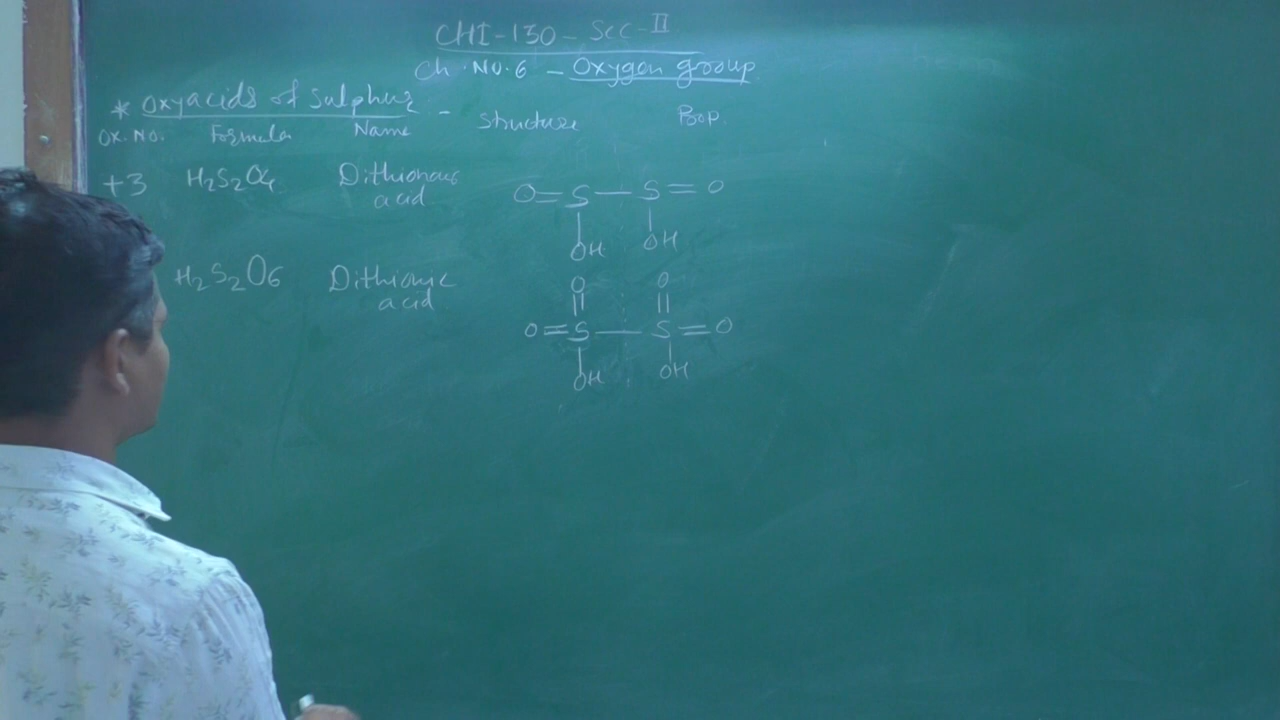 CHI-130 - Sec-II
Ch. No. 6 - Oxygen group
* Oxyacids of Sulphur -
Ox. No. Formula Name Structure Prop.
+3 H2S2O4 Dithionous acid
O=S—S=O
OH OH
H2S2O6 Dithionic acid
O O
O=S—S=O
OH OH